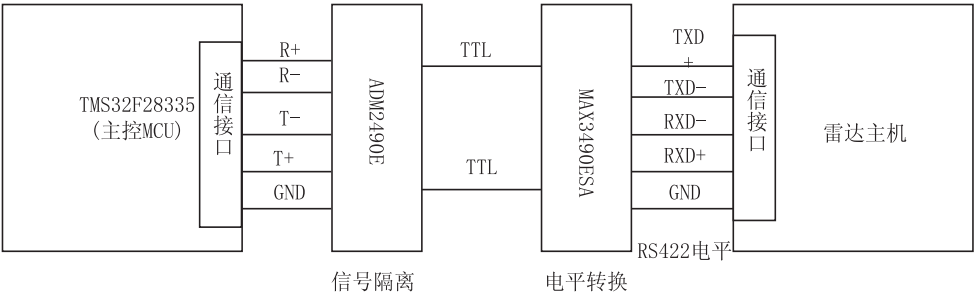 TMS32F28335
(主控MCU)
通信接口
R+
R-
T-
T+
GND
ADM2490E
信号隔离
TTL
TTL
MAX3490ESA
电平转换
TXD
+
TXD-
RXD-
RXD+
GND
RS422电平
通信接口
雷达主机